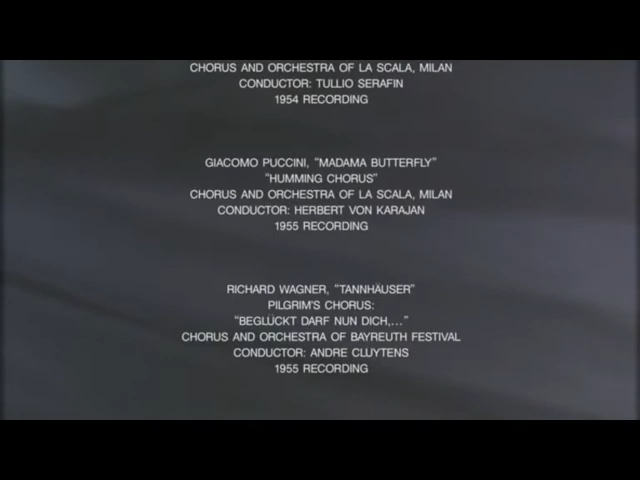 CHORUS AND ORCHESTRA OF LA SCALA, MILAN
CONDUCTOR: TULLIO SERAFIN
1954 RECORDING
GIACOMO PUCCINI, "MADAMA BUTTERFLY"
"HUMMING CHORUS"
CHORUS AND ORCHESTRA OF LA SCALA, MILAN
CONDUCTOR: HERBERT VON KARAJAN
1955 RECORDING
RICHARD WAGNER, "TANNHÄUSER"
PILGRIM'S CHORUS:
"BEGLÜCKT DARF NUN DICH,..."
CHORUS AND ORCHESTRA OF BAYREUTH FESTIVAL
CONDUCTOR: ANDRE CLUYTENS
1955 RECORDING